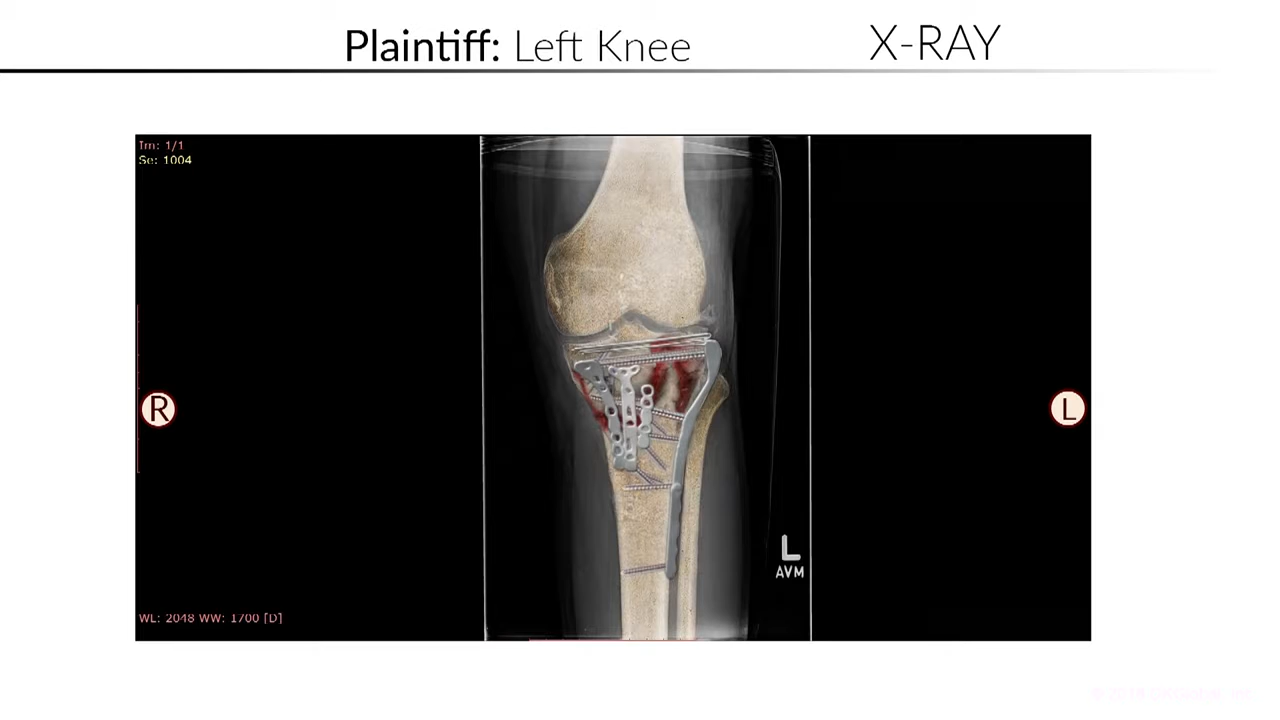 Plaintiff: Left Knee
X-RAY
Im: 1/1
Se: 1004
R
L
L
AVM
WL: 2048 WW: 1700 [D]